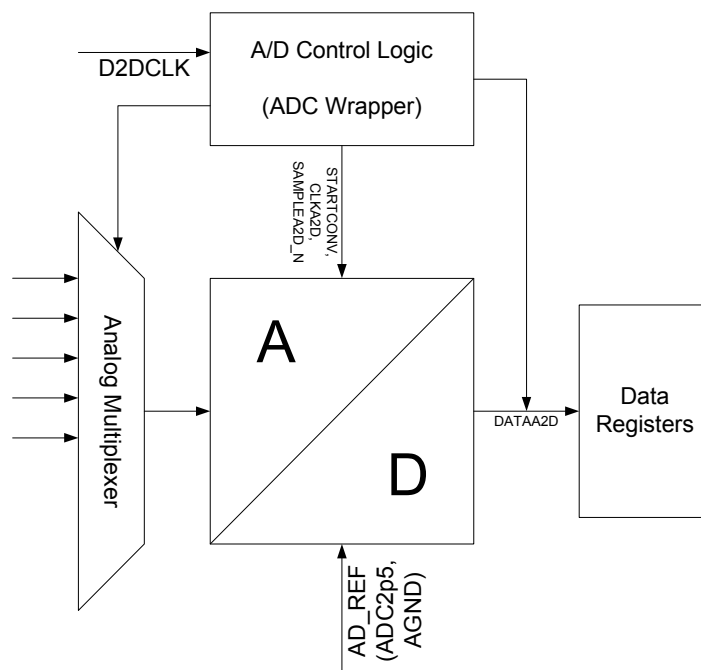 D2DCLK
A/D Control Logic
(ADC Wrapper)
STARTCONV,
CLKA2D,
SAMPLEA2D_N
Analog Multiplexer
A
D
DATAA2D
Data
Registers
AD_REF
(ADC2p5,
AGND)